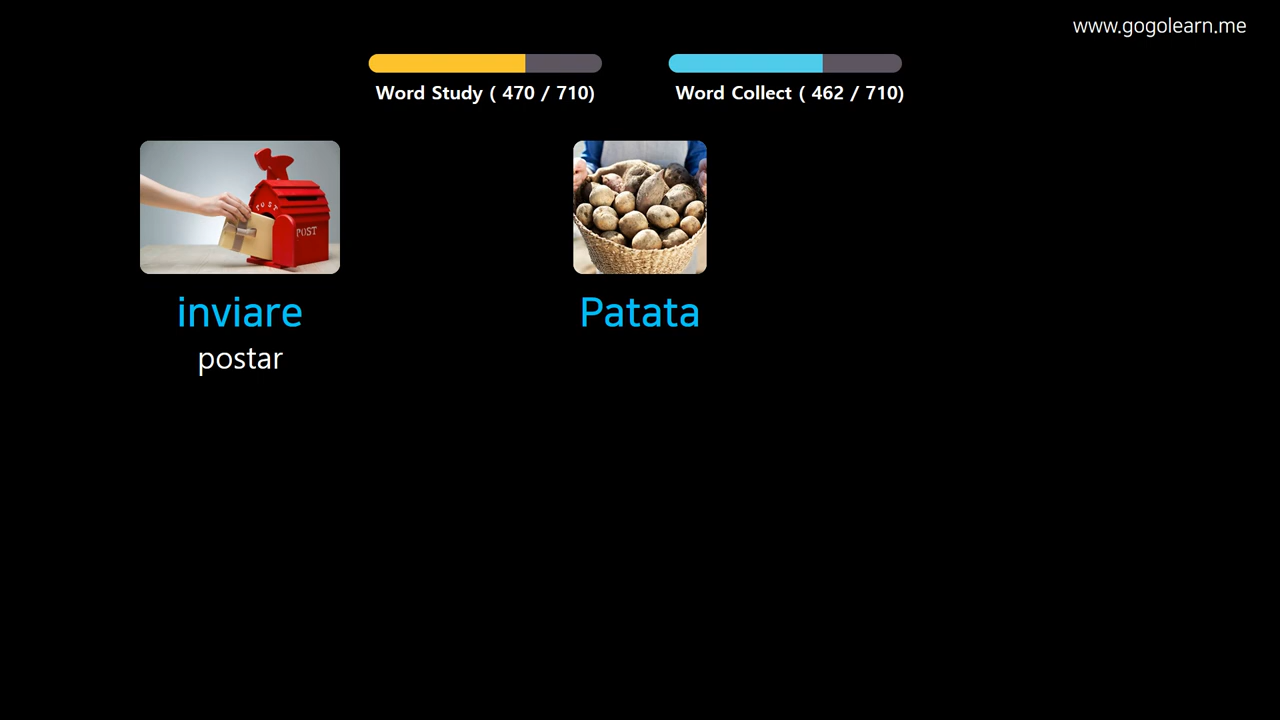 www.gogolearn.me
Word Study ( 470 / 710)
Word Collect ( 462 / 710)
POST
POST
inviare
Patata
postar